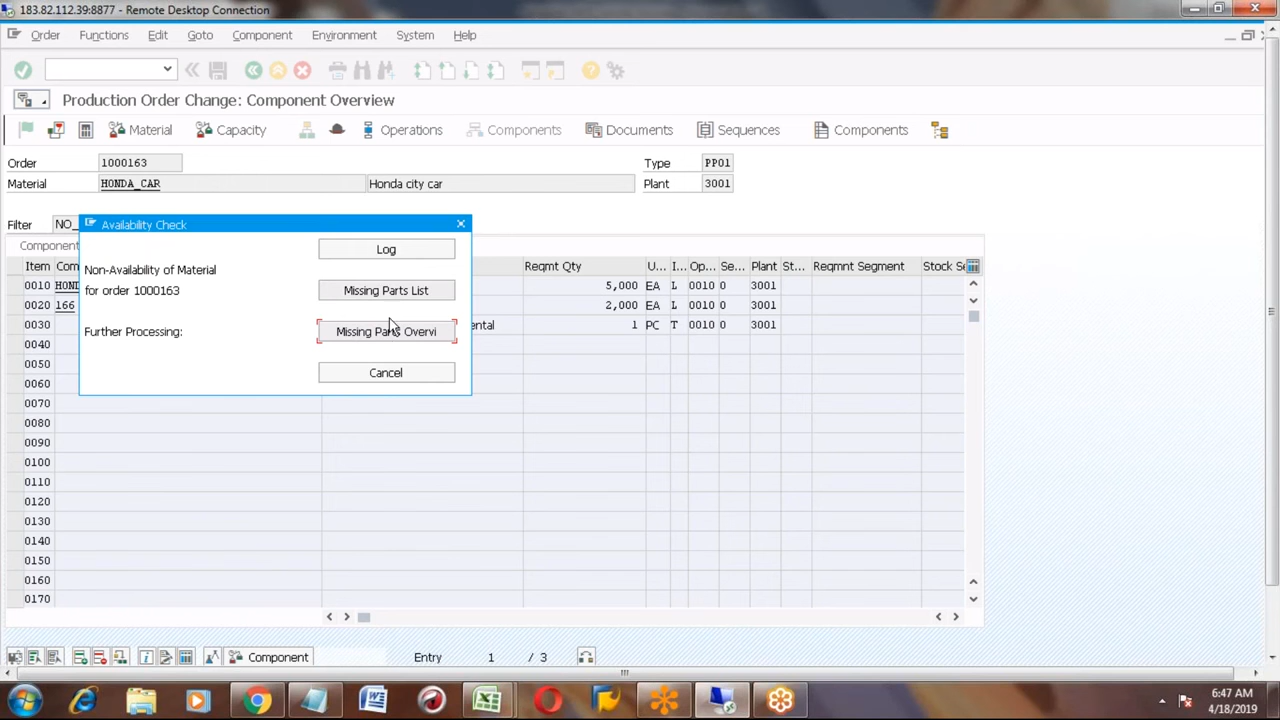 183.82.112.39:8877 - Remote Desktop Connection
Order Functions Edit Goto Component Environment System Help
Production Order Change: Component Overview
Material Capacity Operations Components Documents Sequences Components
Order 1000163 Type PP01
Material HONDA_CAR Honda city car Plant 3001
Filter NO_
Availability Check
Component
Log
Item Com Reqmt Qty U... I... Op... Se... Plant St... Reqmnt Segment Stock Se
Non-Availability of Material
0010 HOND 5,000 EA L 0010 0 3001
for order 1000163 Missing Parts List
0020 166 2,000 EA L 0010 0 3001
0030 ental 1 PC T 0010 0 3001
Further Processing: Missing Parts Overvi
0040
0050
Cancel
0060
0070
0080
0090
0100
0110
0120
0130
0140
0150
0160
0170
Component Entry 1 / 3
6:47 AM
4/18/2019